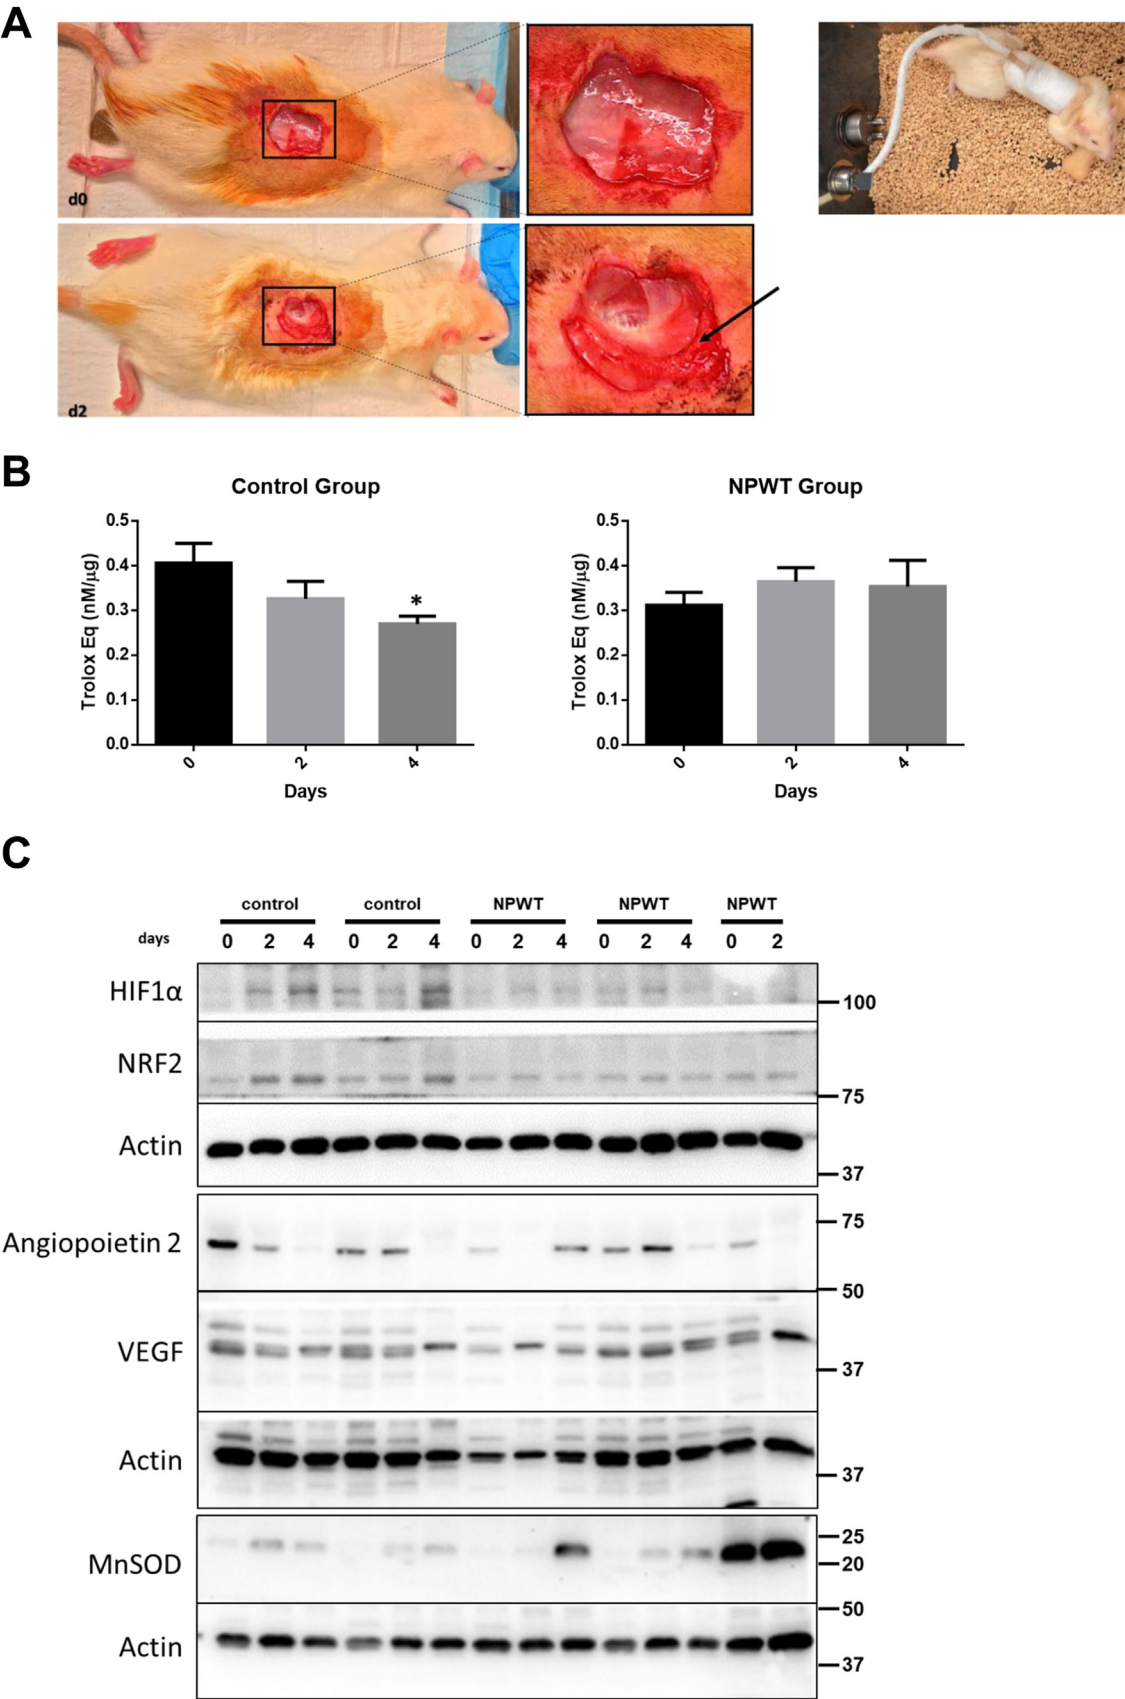 A
d0
d2
B
Control Group
NPWT Group
Trolox Eq (nM/µg)
0.5
0.4
0.3
0.2
0.1
0.0
*
0
2
4
Days
Trolox Eq (nM/µg)
0.5
0.4
0.3
0.2
0.1
0.0
0
2
4
Days
C
control control NPWT NPWT NPWT
days 0 2 4 0 2 4 0 2 4 0 2 4 0 2
HIF1α
100
NRF2
75
Actin
37
Angiopoietin 2
75
50
VEGF
37
Actin
37
MnSOD
25
20
50
Actin
37